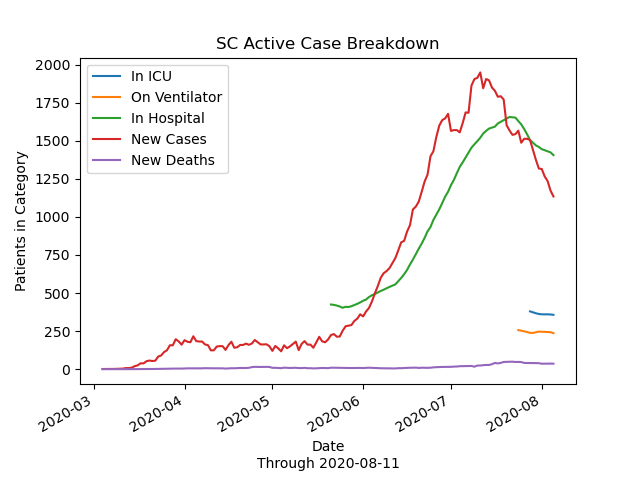 SC Active Case Breakdown
In ICU
On Ventilator
In Hospital
New Cases
New Deaths
Patients in Category
2000
1750
1500
1250
1000
750
500
250
0
2020-03
2020-04
2020-05
2020-06
2020-07
2020-08
Date
Through 2020-08-11